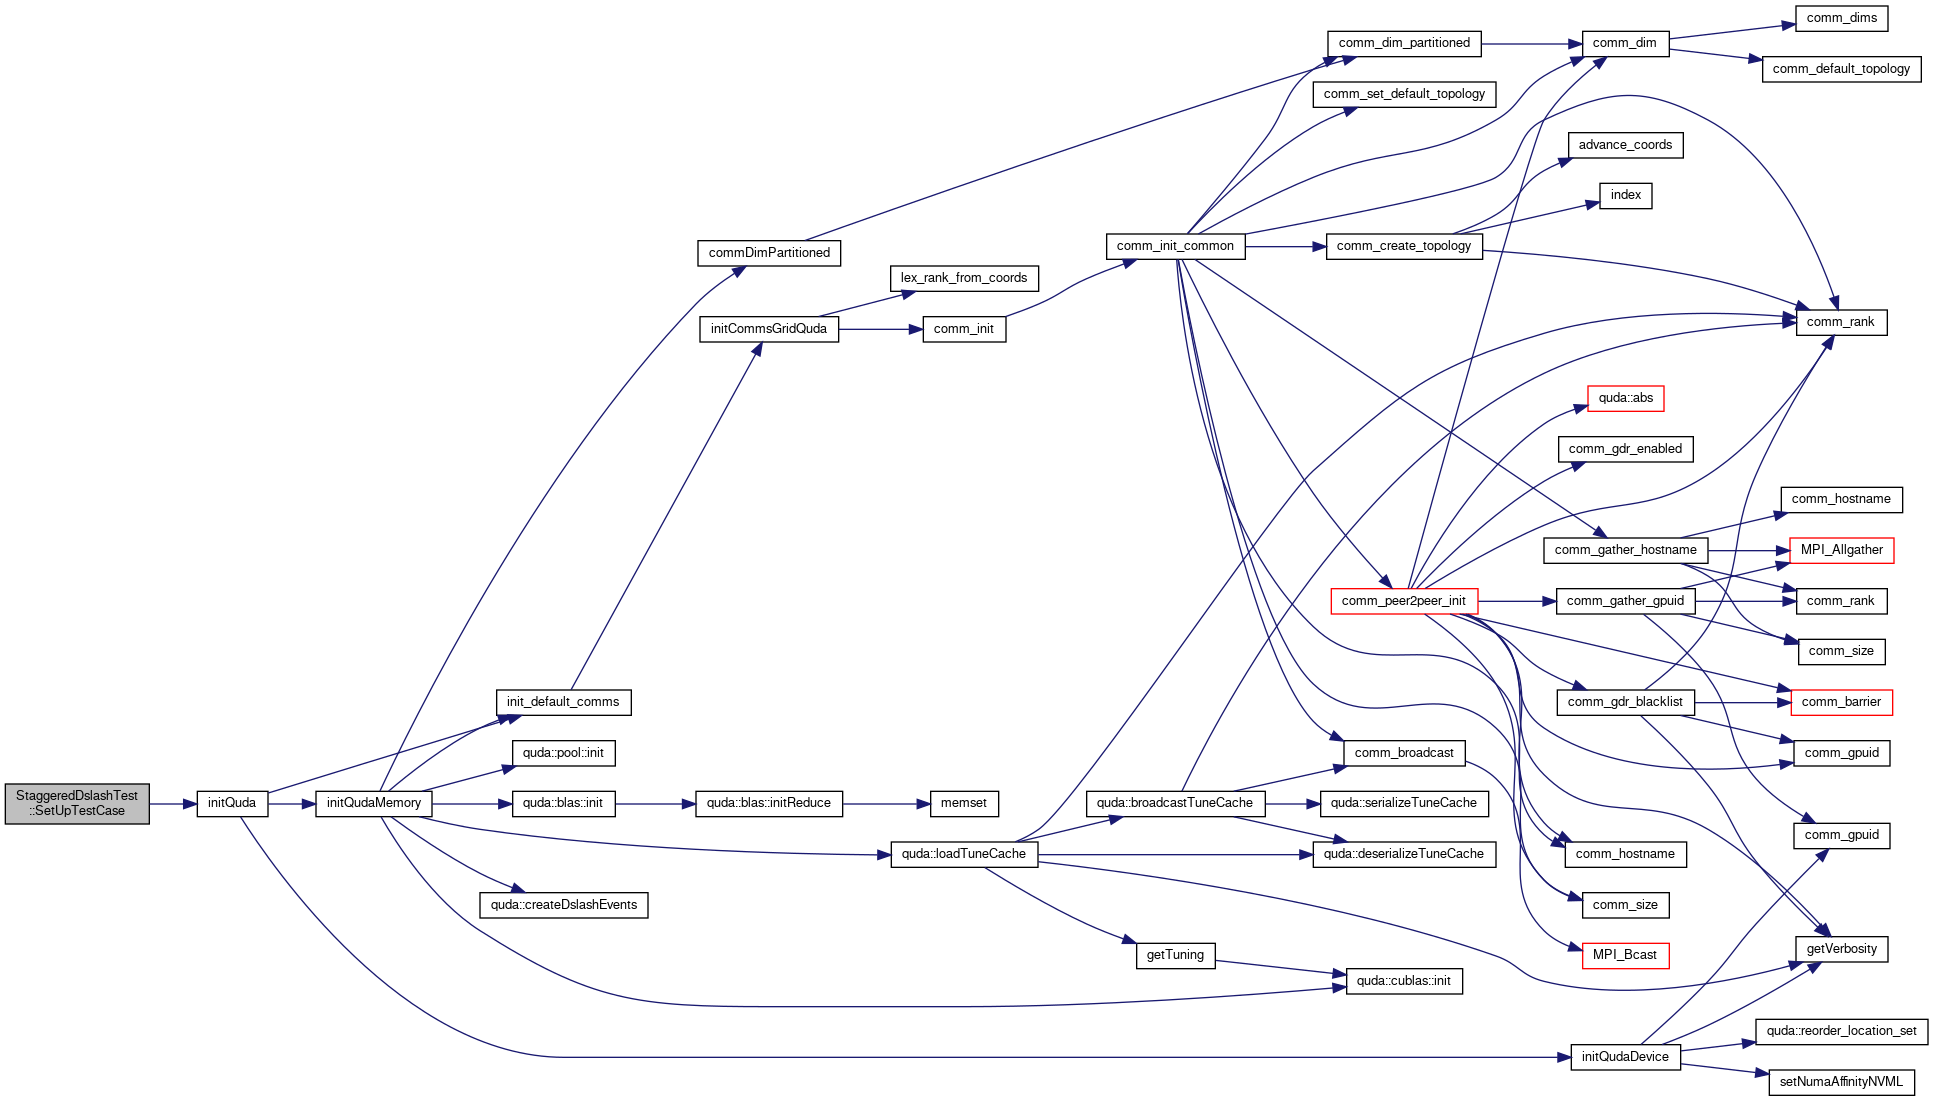 comm_dims
comm_dim_partitioned
comm_dim
comm_default_topology
comm_set_default_topology
advance_coords
index
commDimPartitioned
comm_init_common
comm_create_topology
lex_rank_from_coords
initCommsGridQuda
comm_init
comm_rank
quda::abs
comm_gdr_enabled
comm_hostname
comm_gather_hostname
MPI_Allgather
comm_peer2peer_init
comm_gather_gpuid
comm_rank
comm_size
init_default_comms
comm_gdr_blacklist
comm_barrier
quda::pool::init
comm_broadcast
comm_gpuid
StaggeredDslashTest
::SetUpTestCase
initQuda
initQudaMemory
quda::blas::init
quda::blas::initReduce
memset
quda::broadcastTuneCache
quda::serializeTuneCache
comm_gpuid
quda::loadTuneCache
quda::deserializeTuneCache
comm_hostname
quda::createDslashEvents
comm_size
getTuning
MPI_Bcast
getVerbosity
quda::cublas::init
quda::reorder_location_set
initQudaDevice
setNumaAffinityNVML